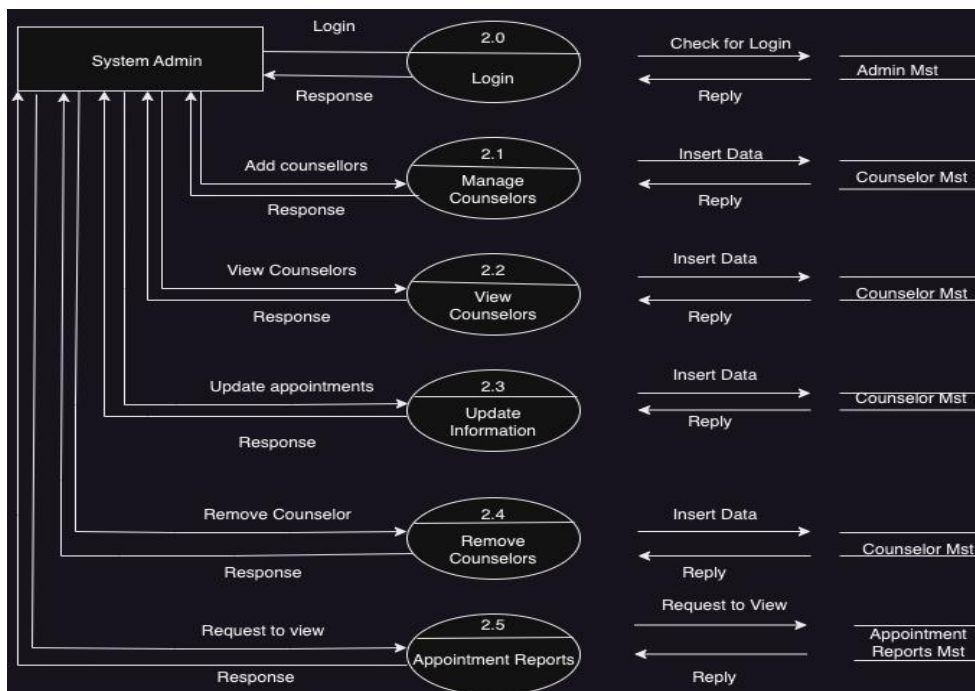 Login
2.0
Check for Login
System Admin
Login
Admin Mst
Response
Reply
2.1
Insert Data
Add counsellors
Manage
Counselors
Counselor Mst
Response
Reply
2.2
Insert Data
View Counselors
View
Counselors
Counselor Mst
Response
Reply
2.3
Insert Data
Update appointments
Update
Information
Counselor Mst
Response
Reply
2.4
Insert Data
Remove Counselor
Remove
Counselors
Counselor Mst
Response
Reply
Request to View
2.5
Request to view
Appointment Reports
Appointment
Reports Mst
Response
Reply